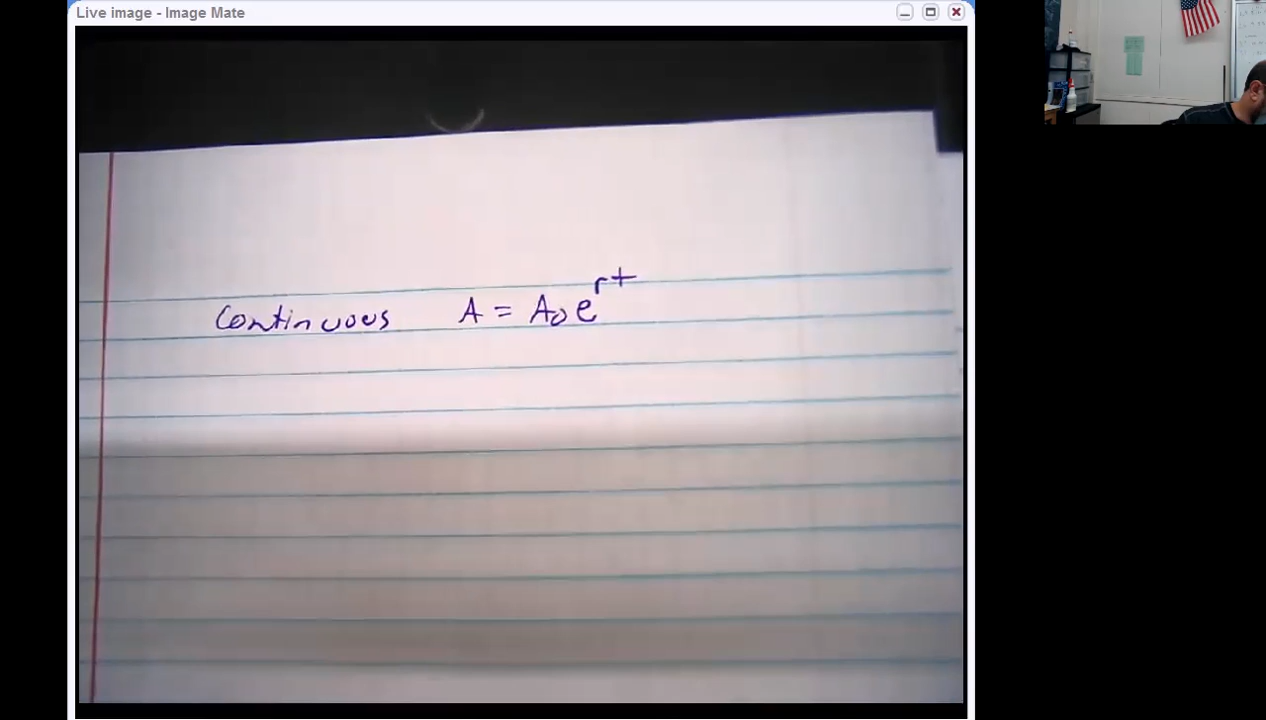 Live image - Image Mate
Continuous A = A₀e^{rt}